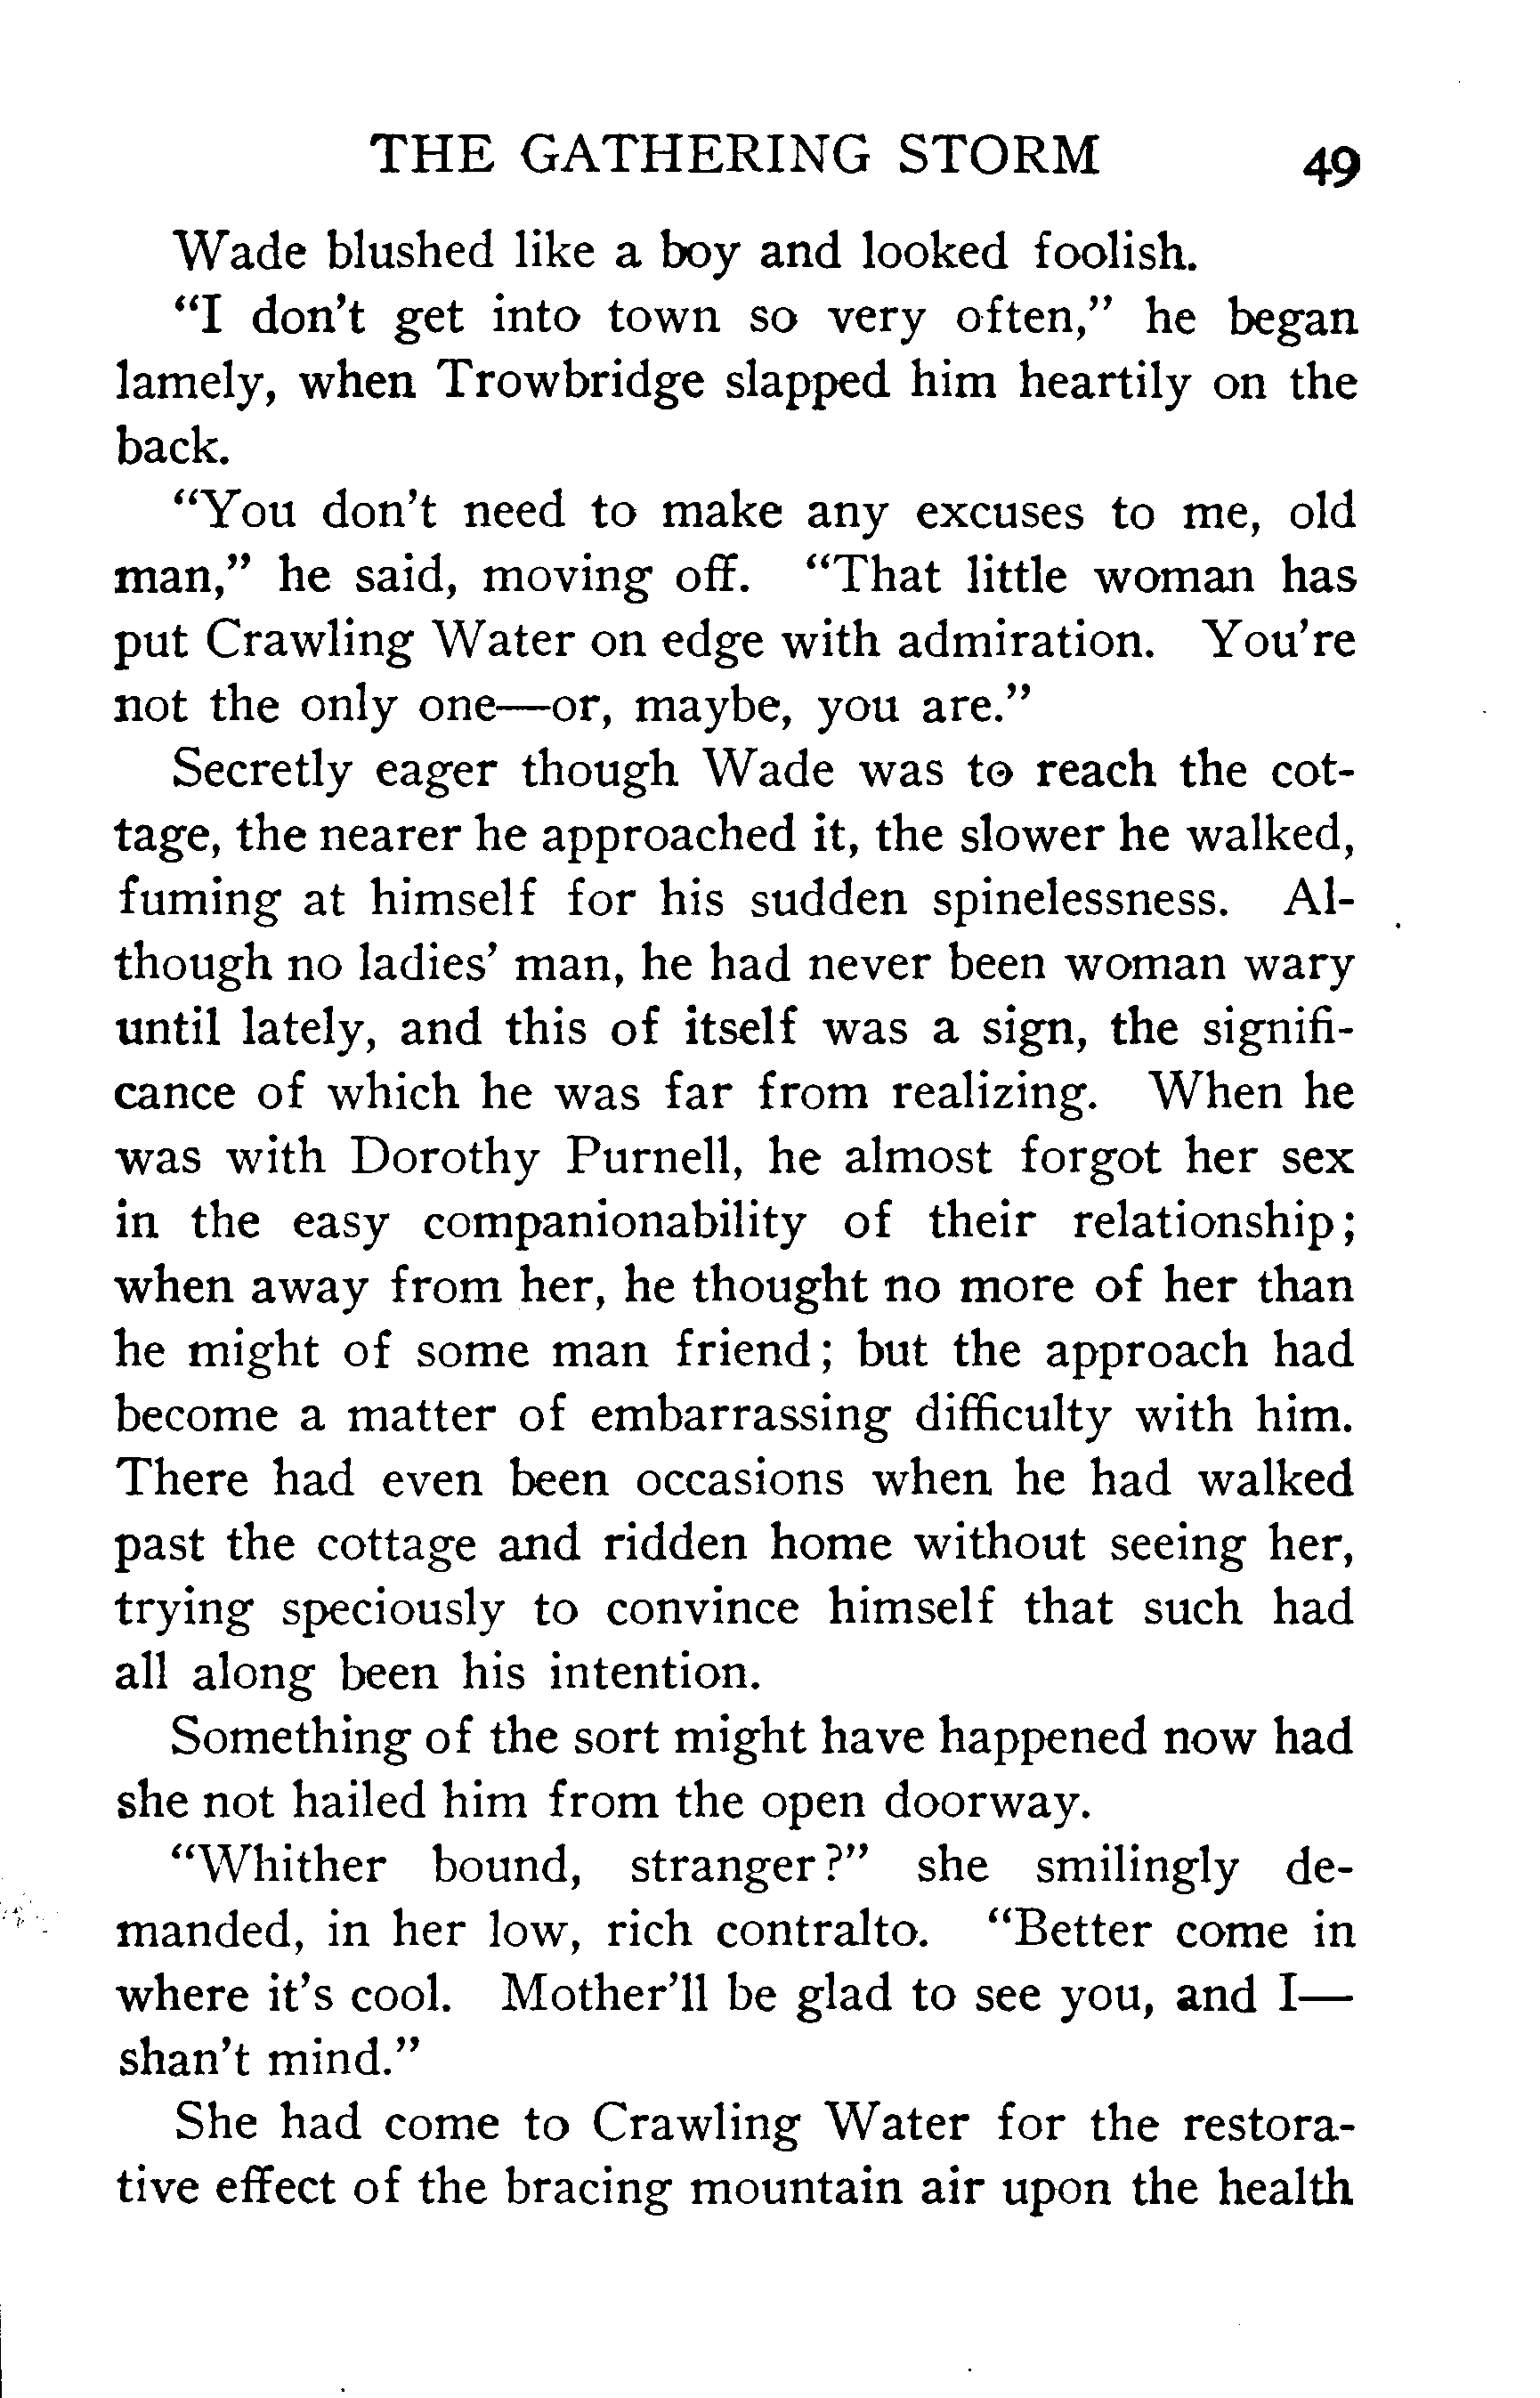 THE GATHERING STORM 49
Wade blushed like a boy and looked foolish.
“I don't get into town so very often,” he began
lamely, when Trowbridge slapped him heartily on the
back.
“You don't need to make any excuses to me, old
man,” he said, moving off. “That little woman has
put Crawling Water on edge with admiration. You're
not the only one—or, maybe, you are.”
Secretly eager though Wade was to reach the cot-
tage, the nearer he approached it, the slower he walked,
fuming at himself for his sudden spinelessness. Al-
though no ladies' man, he had never been woman wary
until lately, and this of itself was a sign, the signifi-
cance of which he was far from realizing. When he
was with Dorothy Purnell, he almost forgot her sex
in the easy companionability of their relationship;
when away from her, he thought no more of her than
he might of some man friend; but the approach had
become a matter of embarrassing difficulty with him.
There had even been occasions when he had walked
past the cottage and ridden home without seeing her,
trying speciously to convince himself that such had
all along been his intention.
Something of the sort might have happened now had
she not hailed him from the open doorway.
“Whither bound, stranger?” she smilingly de-
manded, in her low, rich contralto. “Better come in
where it's cool. Mother'll be glad to see you, and I—
shan't mind.”
She had come to Crawling Water for the restora-
tive effect of the bracing mountain air upon the health